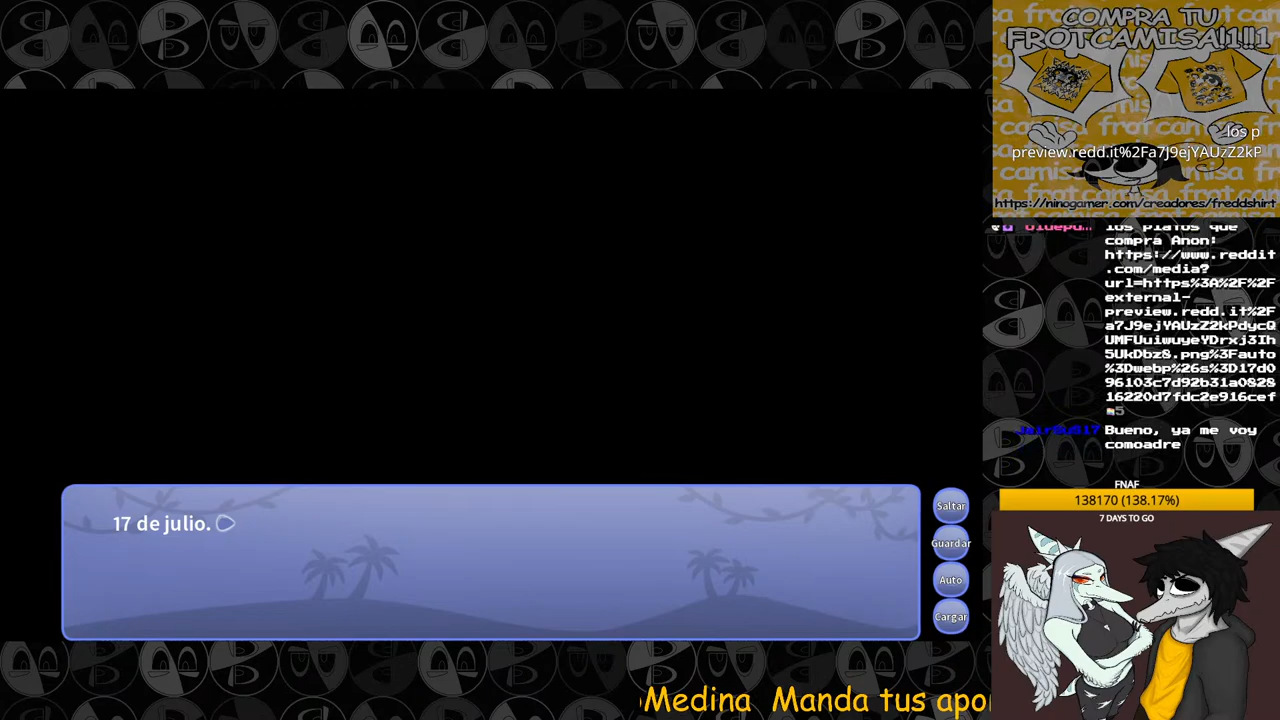 COMPRA TU
FROTCAMISA!1!!1
los p
preview.redd.it%2Fa7J9ejYAUzZ2kP
https://ninogamer.com/creadores/freddshirt
los platos que
compra Anon:
https://www.reddit
.com/media?
url=https%3A%2F%2F
external-
preview.redd.it%2F
a7J9ejYAUzZ2kPdycQ
UMFUuiwuyeYDrxj3Ih
5UkDbz8.png%3Fauto
%3Dwebp%26s%3D17d0
96103c7d92b31a0828
16220d7fdc2e916cef
5
Bueno, ya me voy
comoadre
FNAF
138170 (138.17%)
7 DAYS TO GO
17 de julio.
Saltar
Guardar
Auto.
Cargar
Medina Manda tus apo